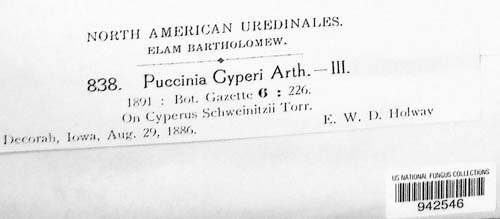 NORTH AMERICAN UREDINALES.
ELAM BARTHOLOMEW.
838. Puccinia Cyperi Arth.—III.
1891 : Bot. Gazette 6 : 226.
On Cyperus Schweinitzii Torr.
Decorah, Iowa, Aug. 29, 1886. E. W. D. Holway
US NATIONAL FUNGUS COLLECTIONS
942546